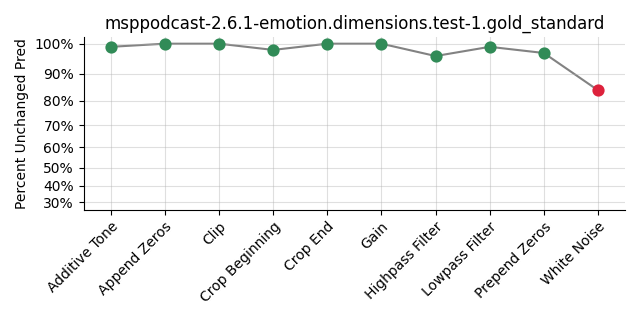 msppodcast-2.6.1-emotion.dimensions.test-1.gold_standard
Percent Unchanged Pred
100%
90%
80%
70%
60%
50%
40%
30%
Additive Tone
Append Zeros
Clip
Crop Beginning
Crop End
Gain
Highpass Filter
Lowpass Filter
Prepend Zeros
White Noise